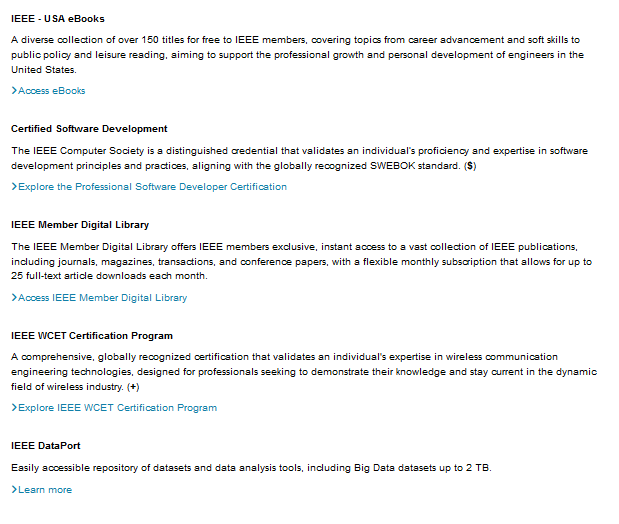 IEEE - USA eBooks
A diverse collection of over 150 titles for free to IEEE members, covering topics from career advancement and soft skills to
public policy and leisure reading, aiming to support the professional growth and personal development of engineers in the
United States.
>Access eBooks
Certified Software Development
The IEEE Computer Society is a distinguished credential that validates an individual's proficiency and expertise in software
development principles and practices, aligning with the globally recognized SWEBOK standard. ($)
>Explore the Professional Software Developer Certification
IEEE Member Digital Library
The IEEE Member Digital Library offers IEEE members exclusive, instant access to a vast collection of IEEE publications,
including journals, magazines, transactions, and conference papers, with a flexible monthly subscription that allows for up to
25 full-text article downloads each month.
>Access IEEE Member Digital Library
IEEE WCET Certification Program
A comprehensive, globally recognized certification that validates an individual's expertise in wireless communication
engineering technologies, designed for professionals seeking to demonstrate their knowledge and stay current in the dynamic
field of wireless industry. (+)
>Explore IEEE WCET Certification Program
IEEE DataPort
Easily accessible repository of datasets and data analysis tools, including Big Data datasets up to 2 TB.
>Learn more